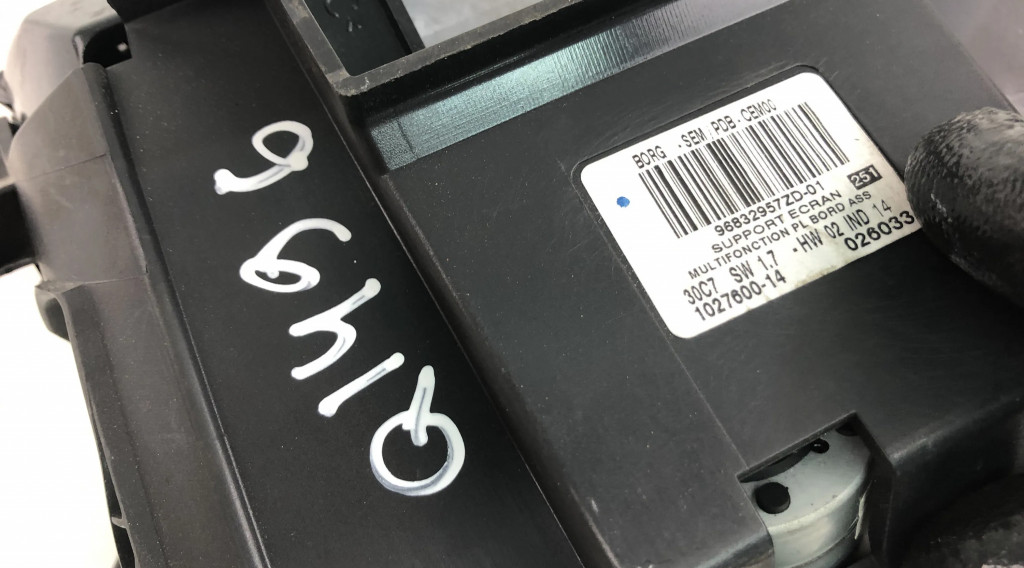 BORG -SEM PDB-CEM00
96832957ZD-01
SUPPORT ECRAN 251
MULTIFONCTION PL BORD ASS
30C7 SW 1.7 -HW 02 IND 14
1027600-14 026033
Q1496